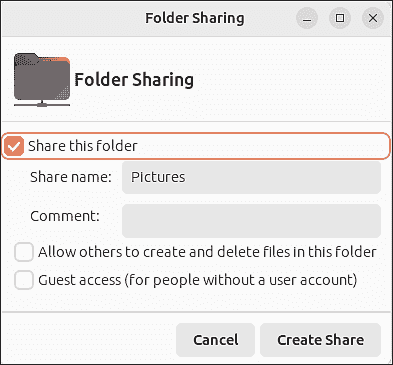 Folder Sharing
Folder Sharing
Share this folder
Share name: Pictures
Comment:
Allow others to create and delete files in this folder
Guest access (for people without a user account)
Cancel Create Share